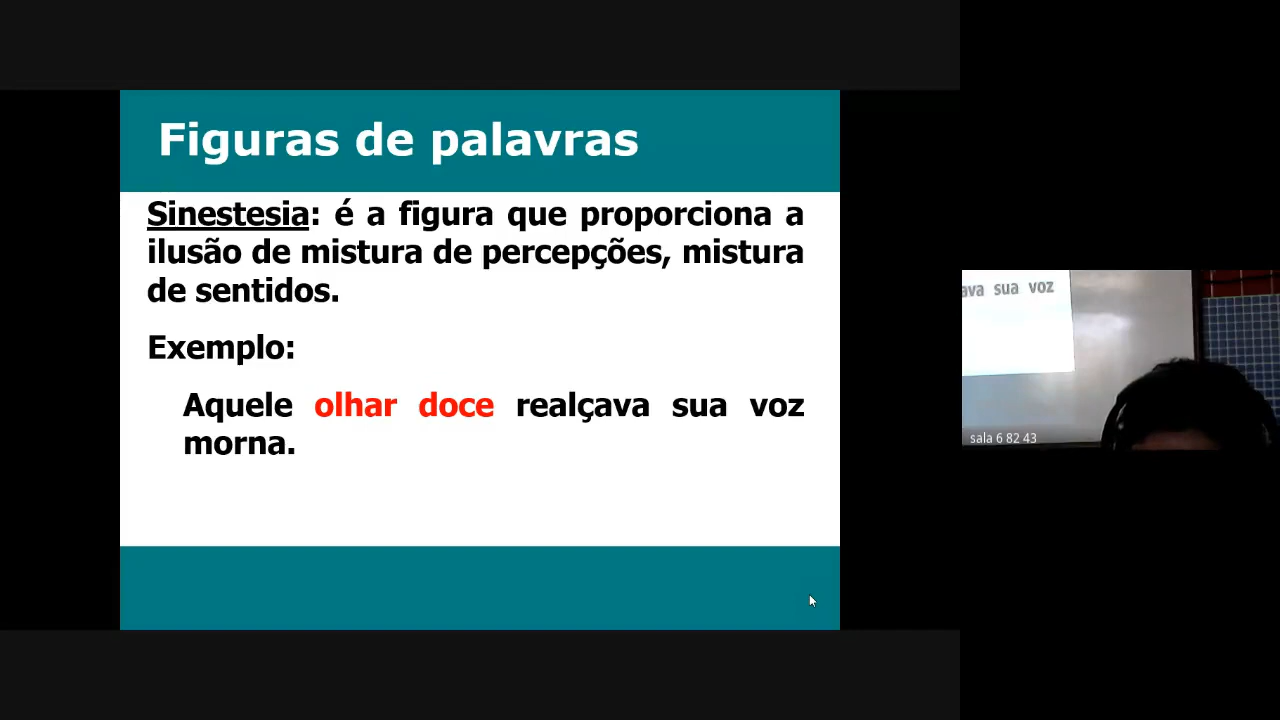 Figuras de palavras
Sinestesia: é a figura que proporciona a
ilusão de mistura de percepções, mistura
de sentidos.
Exemplo:
Aquele olhar doce realçava sua voz
morna.
ava sua voz
sala 6 82 43